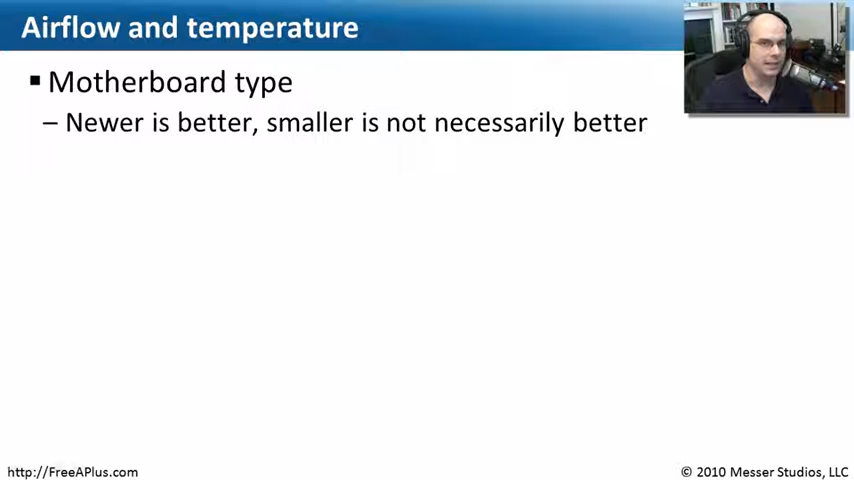 Airflow and temperature
▪ Motherboard type
– Newer is better, smaller is not necessarily better
http://FreeAPlus.com
© 2010 Messer Studios, LLC